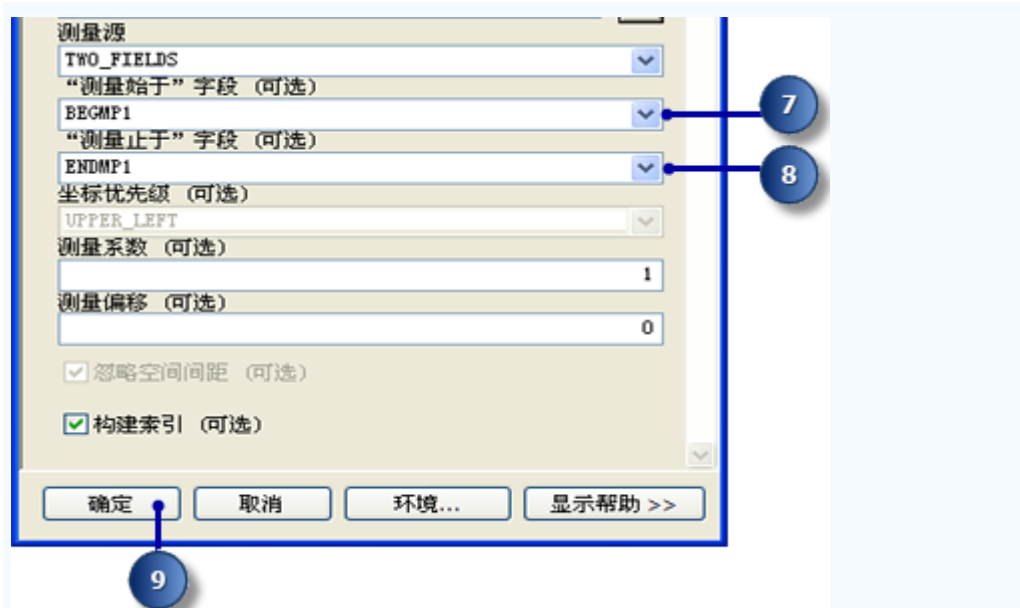 测量源
TWO_FIELDS
“测量始于”字段 (可选)
BEGMP1
7
“测量止于”字段 (可选)
ENDMP1
8
坐标优先级 (可选)
UPPER_LEFT
测量系数 (可选)
1
测量偏移 (可选)
0
忽略空间间距 (可选)
构建索引 (可选)
确定 取消 环境... 显示帮助 >>
9